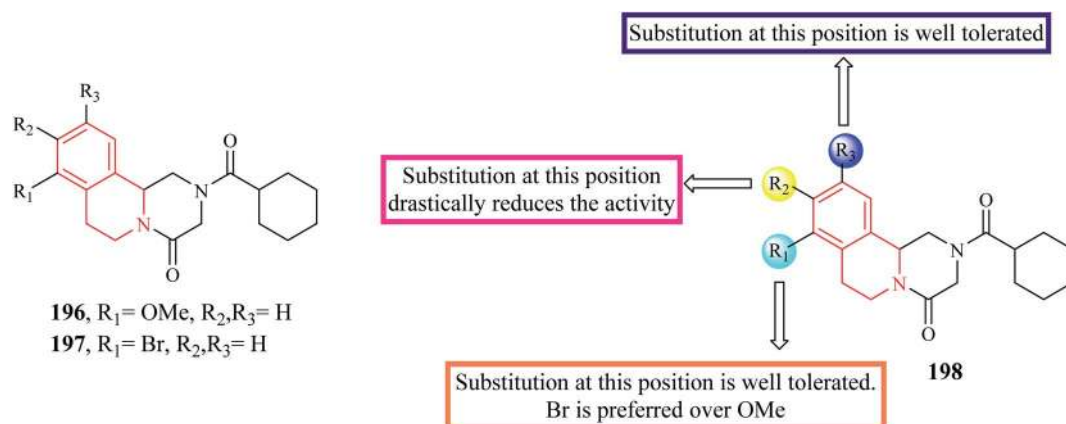 R3
R2
R1
O
N
N
O
196, R1= OMe, R2,R3= H
197, R1= Br, R2,R3= H
Substitution at this position is well tolerated
Substitution at this position
drastically reduces the activity
R3
R2
R1
O
N
N
O
198
Substitution at this position is well tolerated.
Br is preferred over OMe